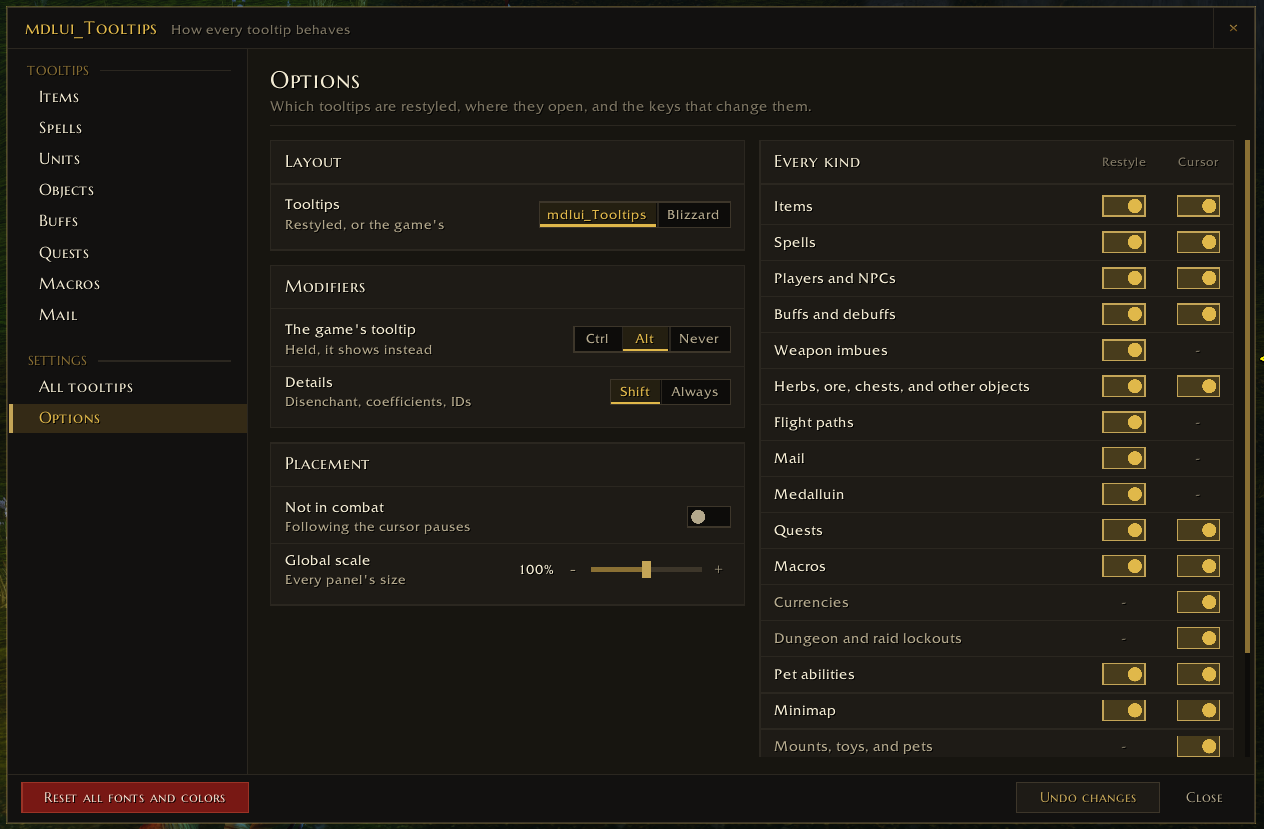 mdlui_Tooltips How every tooltip behaves ×
Tooltips
Items
Spells
Units
Objects
Buffs
Quests
Macros
Mail
Settings
All tooltips
Options
Options
Which tooltips are restyled, where they open, and the keys that change them.
Layout
Tooltips
Restyled, or the game's
mdlui_Tooltips Blizzard
Modifiers
The game's tooltip
Held, it shows instead
Ctrl Alt Never
Details
Disenchant, coefficients, IDs
Shift Always
Placement
Not in combat
Following the cursor pauses
Global scale
Every panel's size
100% - +
Every kind Restyle Cursor
Items
Spells
Players and NPCs
Buffs and debuffs
Weapon imbues -
Herbs, ore, chests, and other objects
Flight paths -
Mail -
Medalluin -
Quests
Macros
Currencies -
Dungeon and raid lockouts -
Pet abilities
Minimap
Mounts, toys, and pets -
Reset all fonts and colors
Undo changes
Close